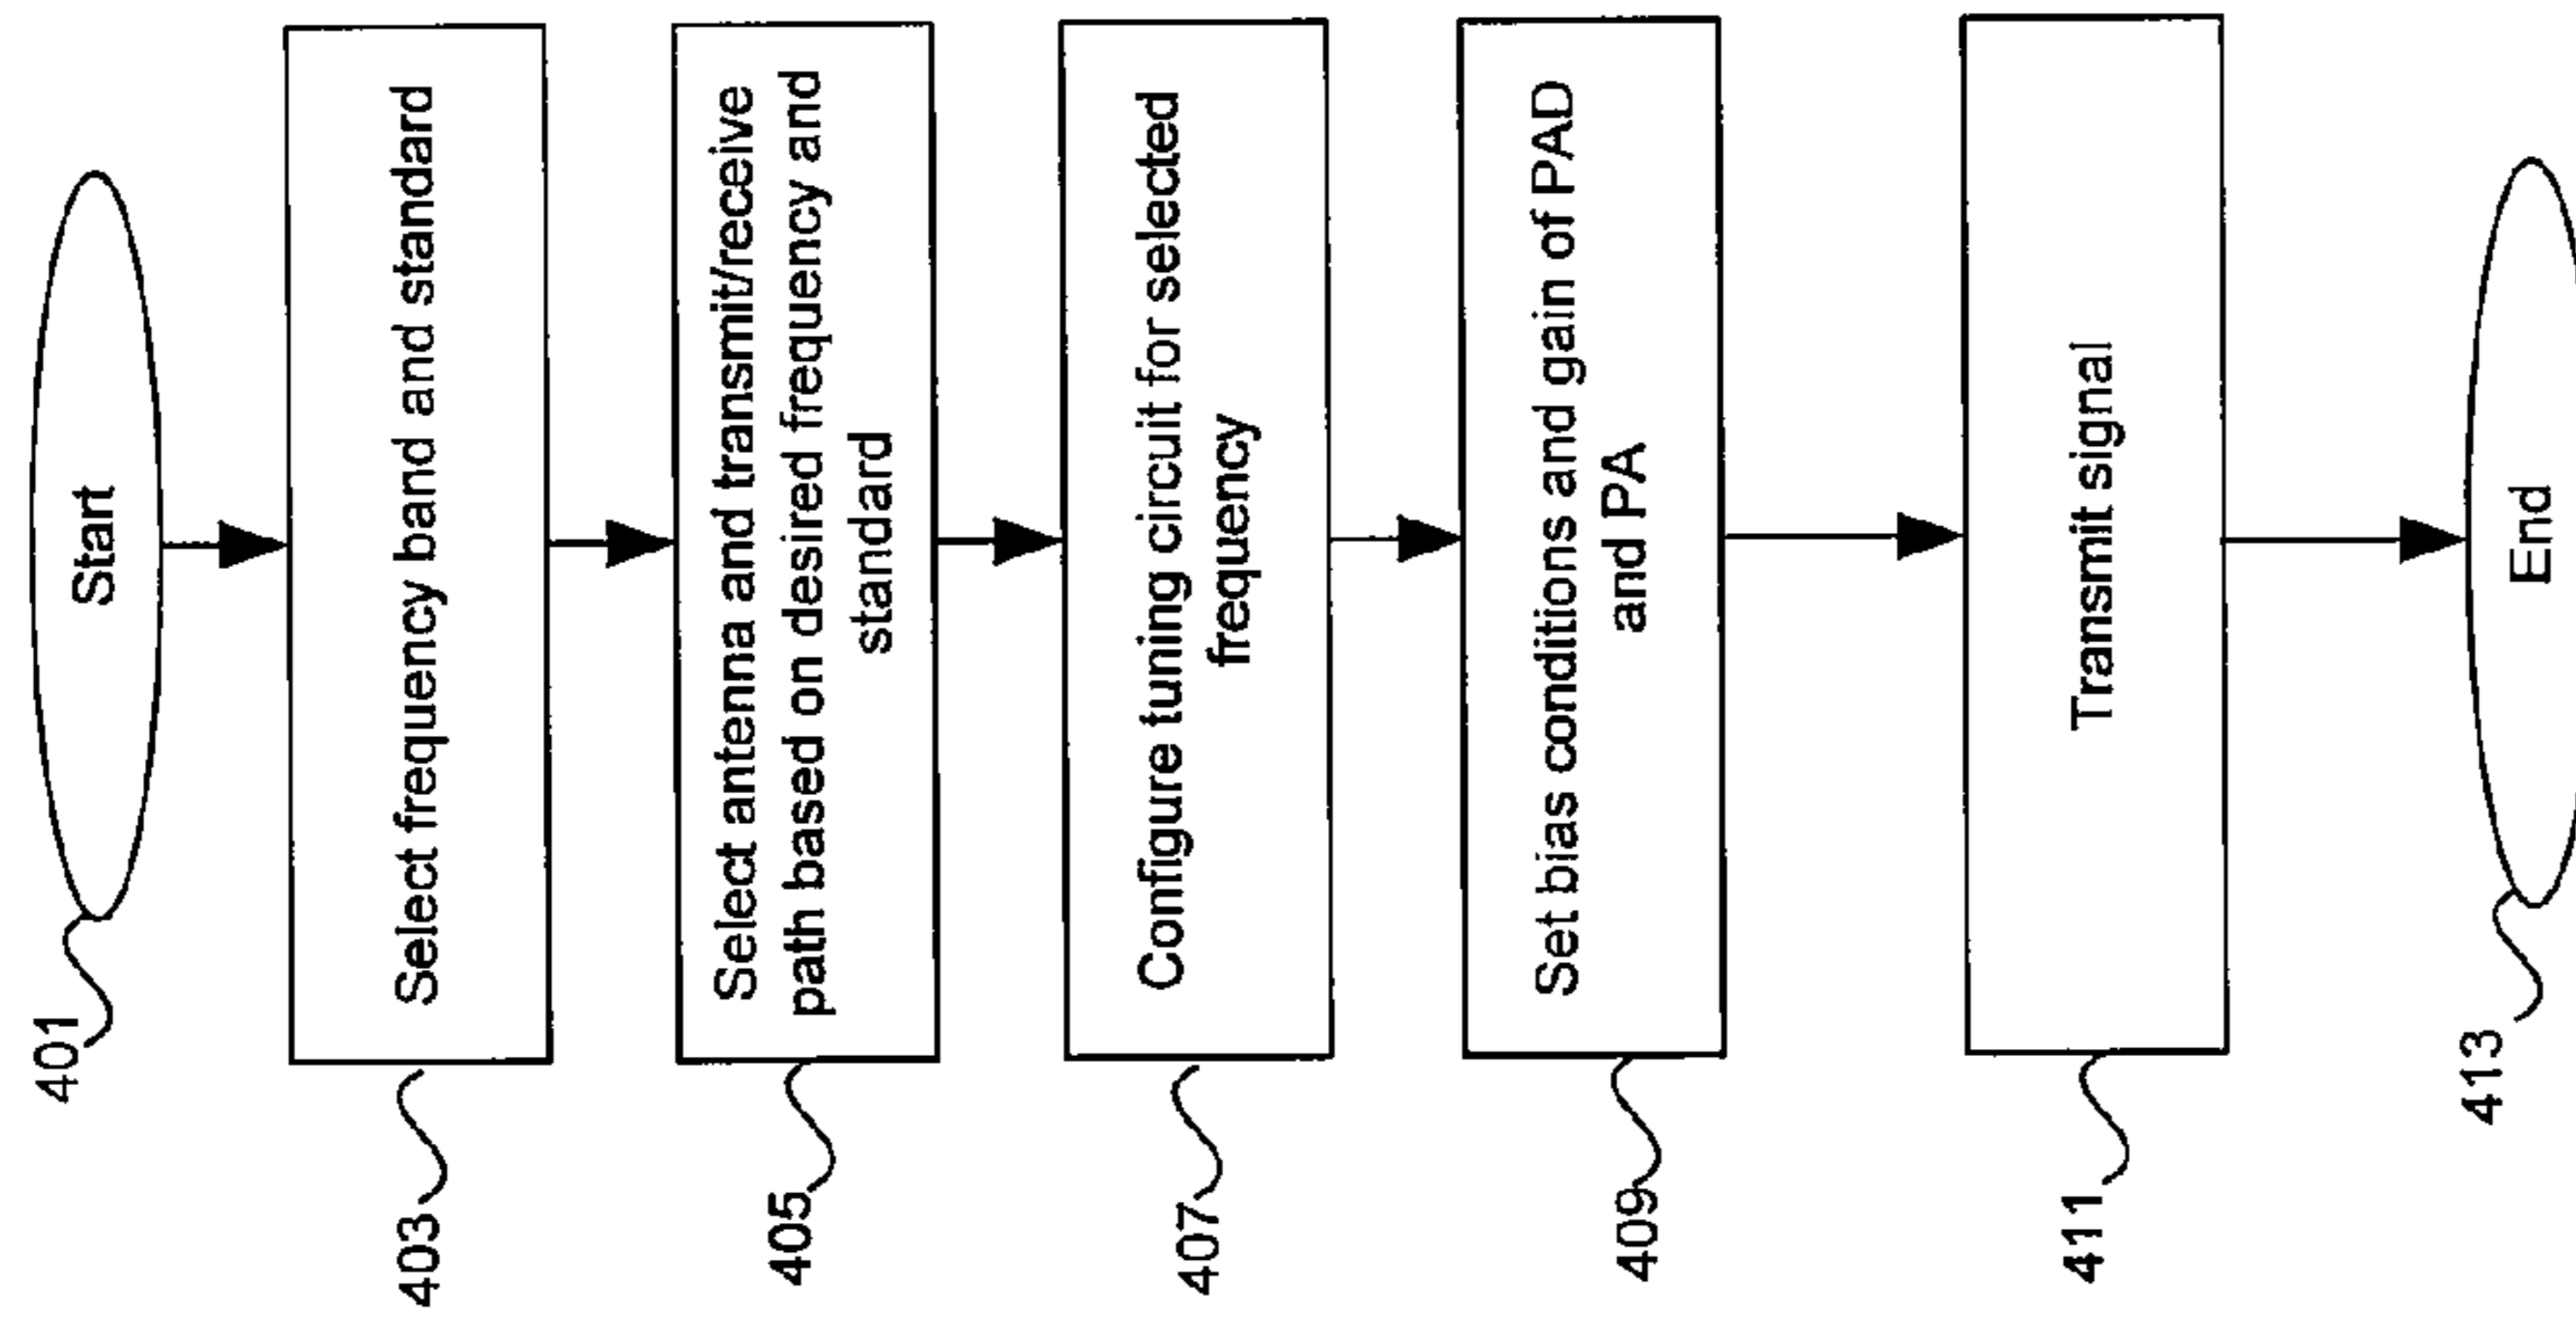 401
Start
403
Select frequency band and standard
405
Select antenna and transmit/receive
path based on desired frequency and
standard
407
Configure tuning circuit for selected
frequency
409
Set bias conditions and gain of PAD
and PA
411
Transmit signal
413
End